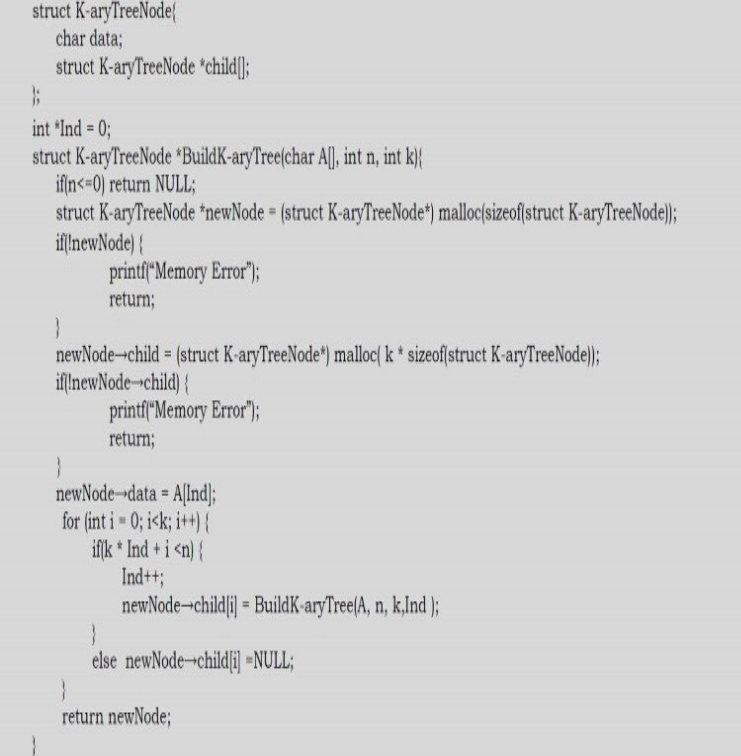 struct K-aryTreeNode{
char data;
struct K-aryTreeNode *child[];
};
int *Ind = 0;
struct K-aryTreeNode *BuildK-aryTree(char A[], int n, int k){
if(n<=0) return NULL;
struct K-aryTreeNode *newNode = (struct K-aryTreeNode*) malloc(sizeof(struct K-aryTreeNode));
if(!newNode) {
printf("Memory Error");
return;
}
newNode→child = (struct K-aryTreeNode*) malloc( k * sizeof(struct K-aryTreeNode));
if(!newNode→child) {
printf("Memory Error");
return;
}
newNode→data = A[Ind];
for (int i = 0; i<k; i++) {
if(k * Ind + i <n) {
Ind++;
newNode→child[i] = BuildK-aryTree(A, n, k,Ind );
}
else newNode→child[i] =NULL;
}
return newNode;
}